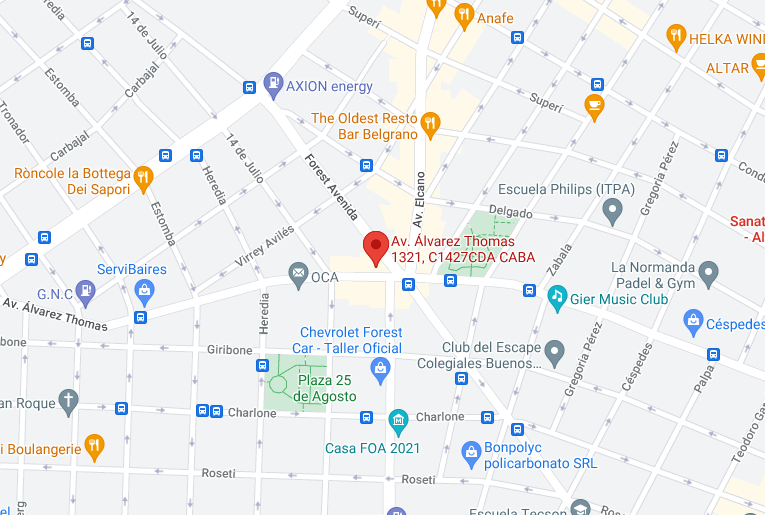 Superí
Anafe
14 de Julio
HELKA WINI
ALTAR
Carbajal
Estomba
Tronador
AXION energy
Superí
The Oldest Resto
Bar Belgrano
Carbajal
14 de Julio
Ròncole la Bottega
Dei Sapori
Heredia
Forest Avenida
Av. Elcano
Gregoria Pérez
Escuela Philips (ITPA)
Estomba
Virrey Avilés
Delgado
Sanat
- Al
Av. Álvarez Thomas
1321, C1427CDA CABA
Zabala
y
ServiBaires
OCA
La Normanda
Padel & Gym
G.N.C
Av. Álvarez Thomas
Gier Music Club
Heredia
Céspedes
Chevrolet Forest
Car - Taller Oficial
onbono
Giribone
Club del Escape
Colegiales Buenos...
Gregoria Pérez
Céspedes
Palpa
Plaza 25
de Agosto
an Roque
Charlone
Charlone
Casa FOA 2021
i Boulangerie
Bonpolyc
policarbonato SRL
Teodoro Ga
Roseti
Roseti
Escuela Tecson